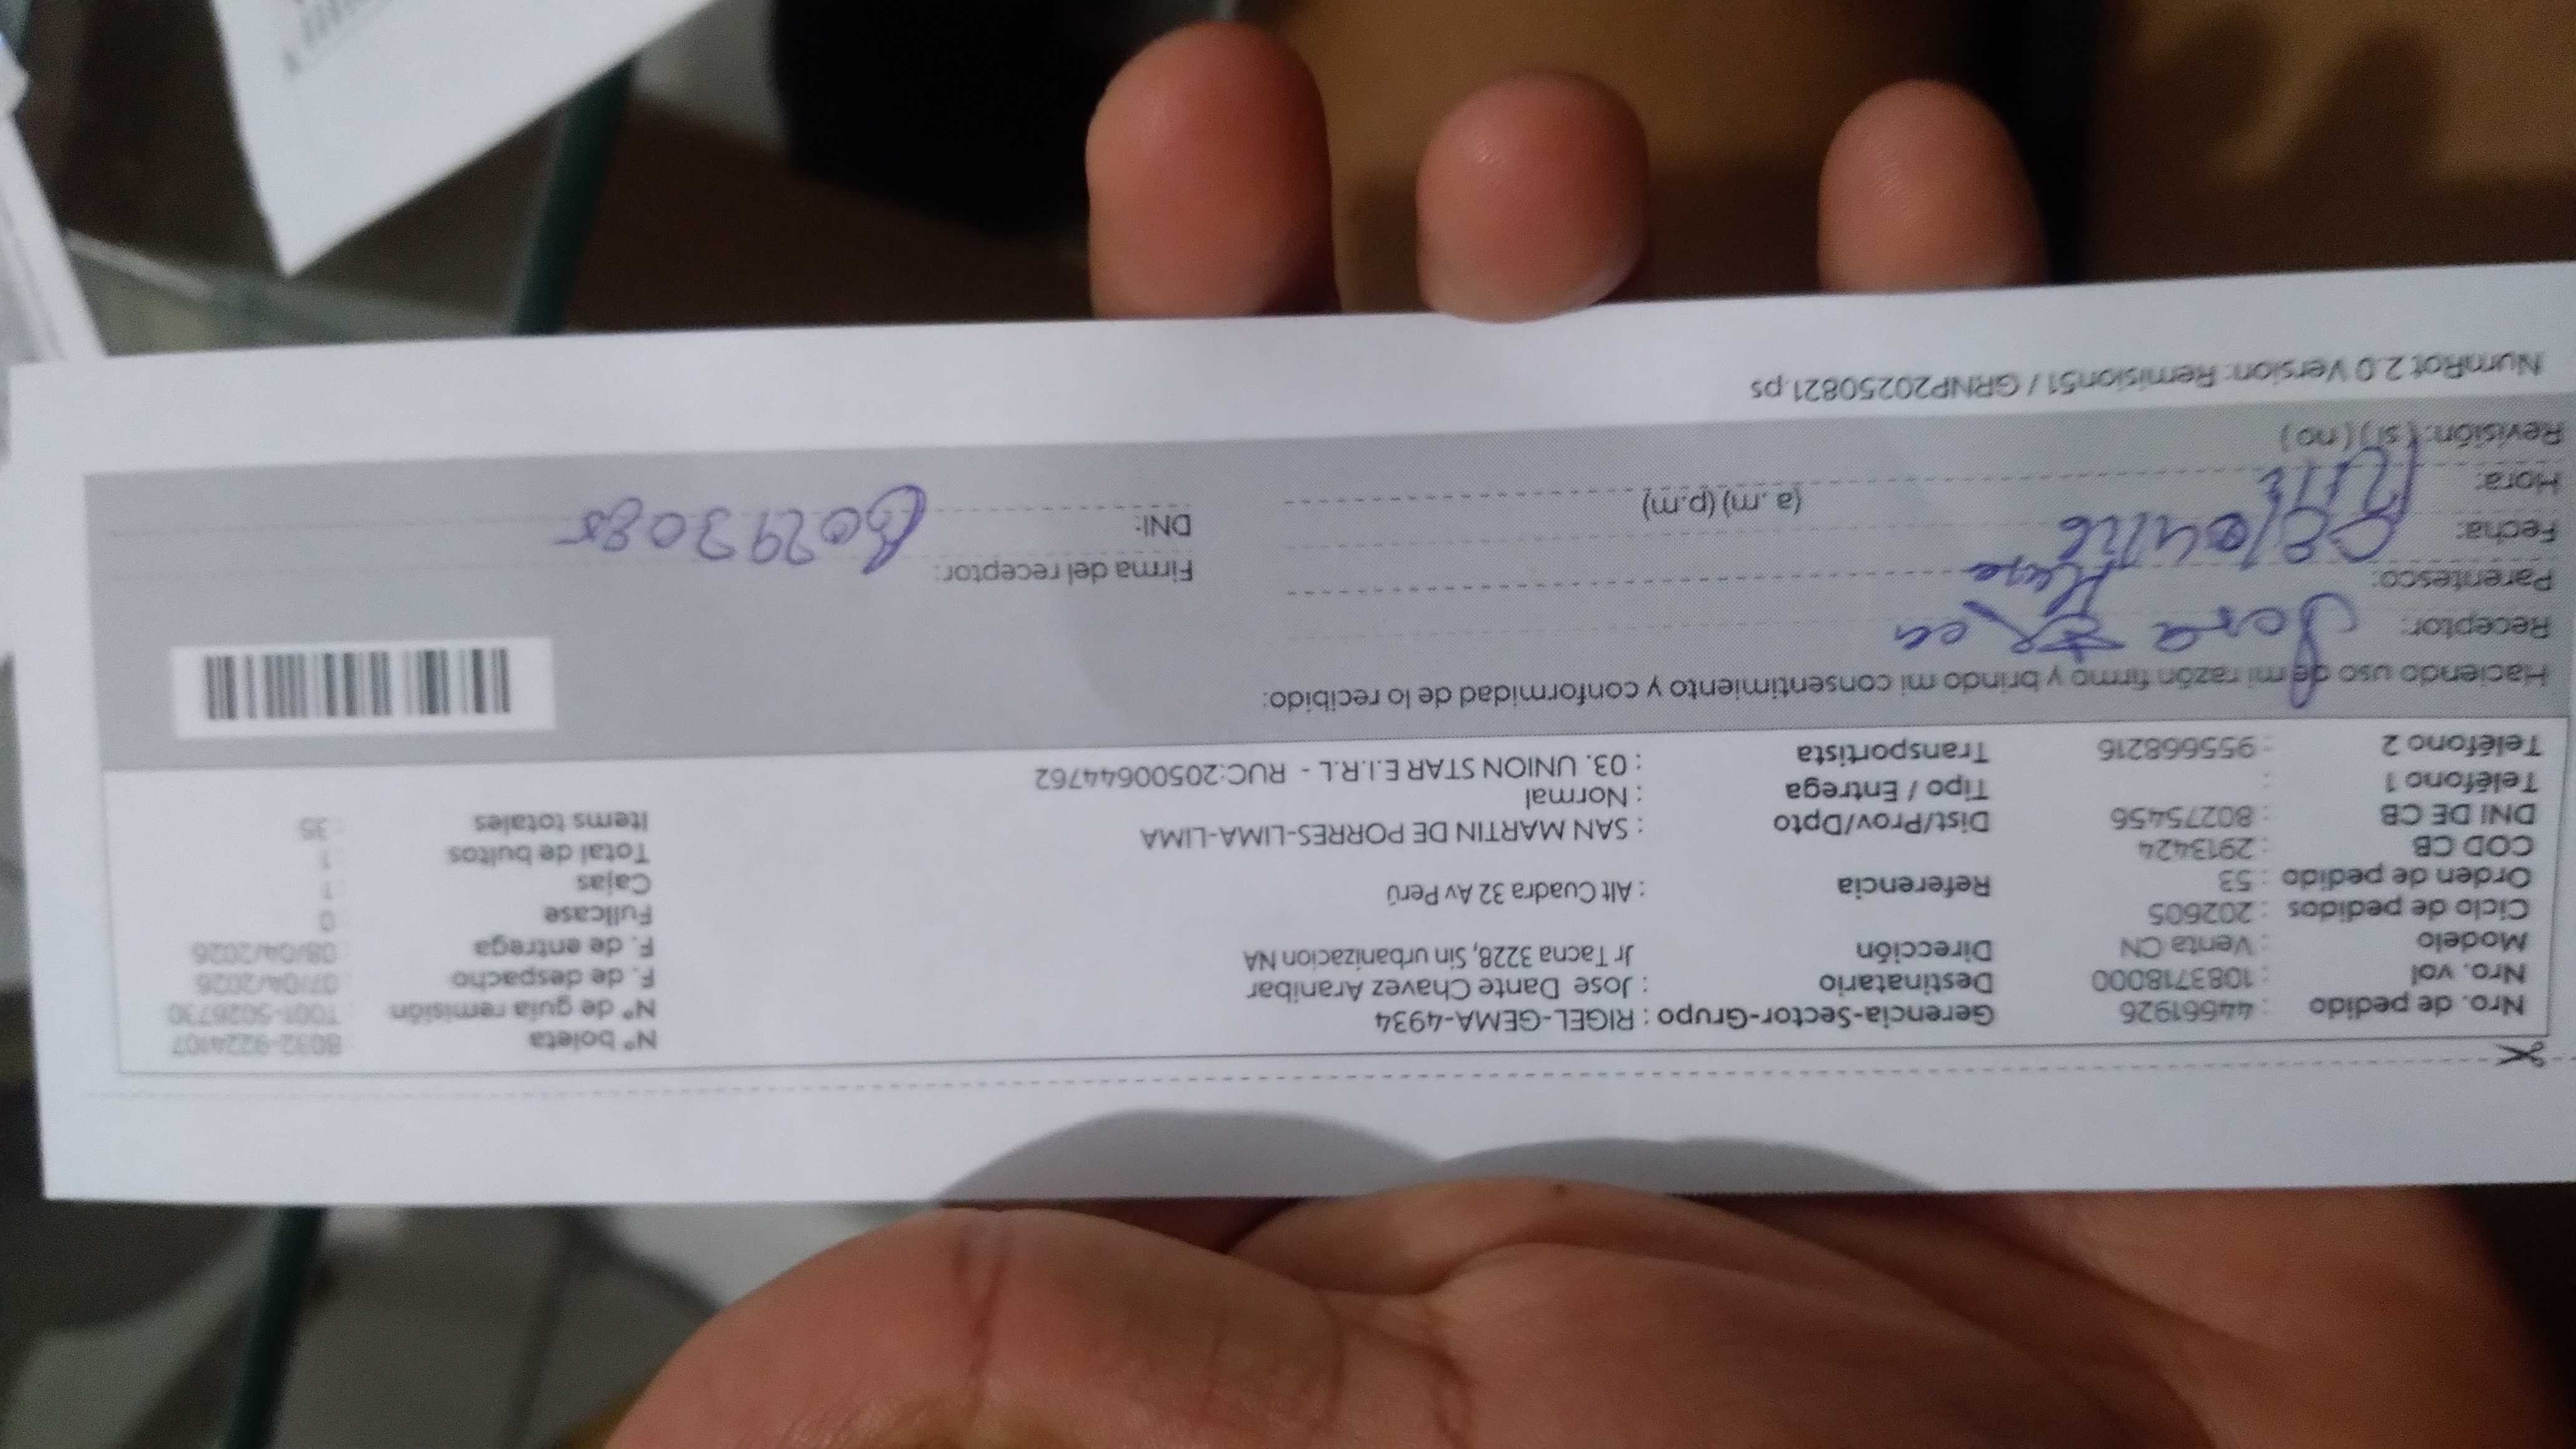 Nro. de pedido : 44661926
Nro. vol : 1083718000
Modelo : Venta CN
Ciclo de pedidos : 202605
Orden de pedido : 53
COD CB : 2913424
DNI DE CB : 80275456
Teléfono 1 :
Teléfono 2 : 955668216
Gerencia-Sector-Grupo : RIGEL-GEMA-4934
Destinatario : Jose Dante Chavez Aranibar
Dirección Jr Tacna 3228, Sin urbanizacion NA
Referencia : Alt Cuadra 32 Av Perú
Dist/Prov/Dpto : SAN MARTIN DE PORRES-LIMA-LIMA
Tipo / Entrega : Normal
Transportista : 03. UNION STAR E.I.R.L - RUC:20500644762
N° boleta 8032-9224107
N° de guía remisión T001-5026730
F. de despacho 07/04/2026
F. de entrega 08/04/2026
Fullcase : 0
Cajas : 1
Total de bultos : 1
Items totales : 35
Haciendo uso de mi razón firmo y brindo mi consentimiento y conformidad de lo recibido:
Receptor:
Parentesco:
Fecha: 08/04/26
Hora: (a. m) (p.m)
Revisión: ( si ) ( no )
Firma del receptor:
DNI: 80293085
NumRot 2.0 Version: Remision51 / GRNP20250821.ps